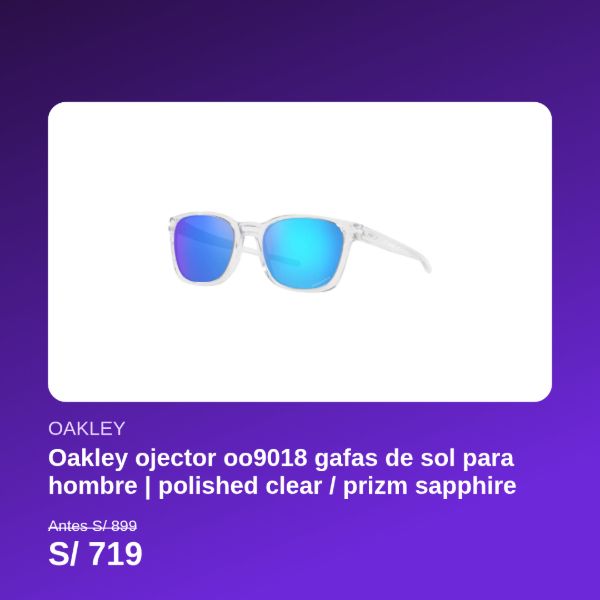 OAKLEY
Oakley ojector oo9018 gafas de sol para
hombre | polished clear / prizm sapphire
Antes S/ 899
S/ 719